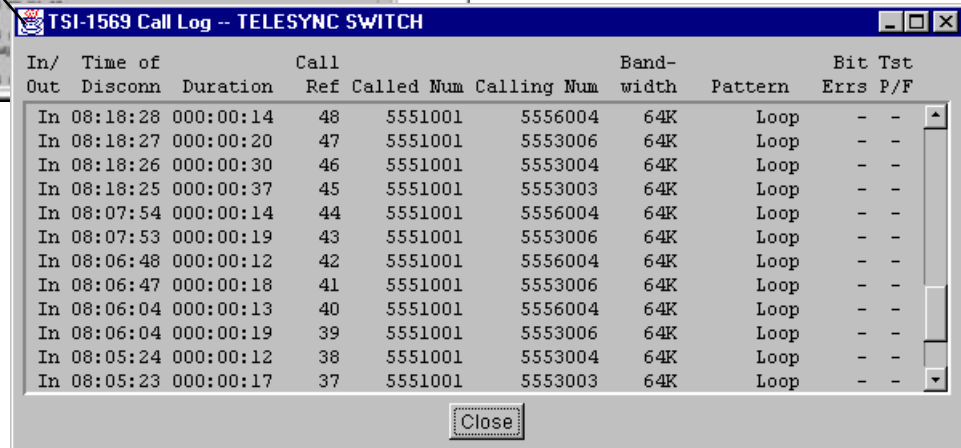 TSI-1569 Call Log -- TELESYNC SWITCH
In/ Time of Call Band- Bit Tst
Out Disconn Duration Ref Called Num Calling Num width Pattern Errs P/F
In 08:18:28 000:00:14 48 5551001 5556004 64K Loop - -
In 08:18:27 000:00:20 47 5551001 5553006 64K Loop - -
In 08:18:26 000:00:30 46 5551001 5553004 64K Loop - -
In 08:18:25 000:00:37 45 5551001 5553003 64K Loop - -
In 08:07:54 000:00:14 44 5551001 5556004 64K Loop - -
In 08:07:53 000:00:19 43 5551001 5553006 64K Loop - -
In 08:06:48 000:00:12 42 5551001 5556004 64K Loop - -
In 08:06:47 000:00:18 41 5551001 5553006 64K Loop - -
In 08:06:04 000:00:13 40 5551001 5556004 64K Loop - -
In 08:06:04 000:00:19 39 5551001 5553006 64K Loop - -
In 08:05:24 000:00:12 38 5551001 5553004 64K Loop - -
In 08:05:23 000:00:17 37 5551001 5553003 64K Loop - -
Close